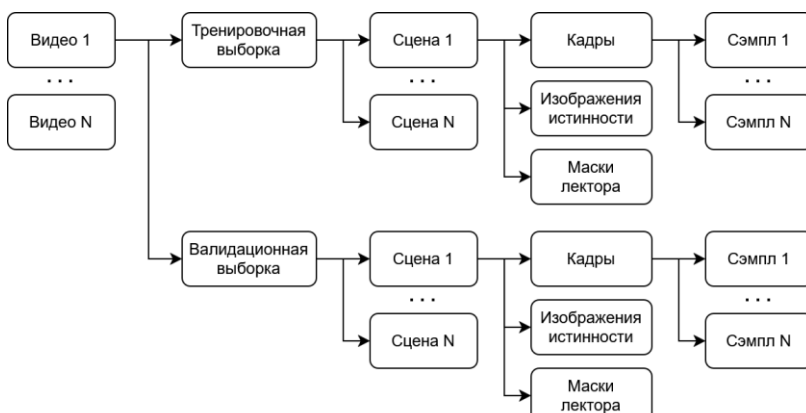 Видео 1
Тренировочная
выборка
Сцена 1
Кадры
Сэмпл 1
...
...
...
Видео N
Сцена N
Изображения
истинности
Сэмпл N
Маски
лектора
Валидационная
выборка
Сцена 1
Кадры
Сэмпл 1
...
...
Сцена N
Изображения
истинности
Сэмпл N
Маски
лектора